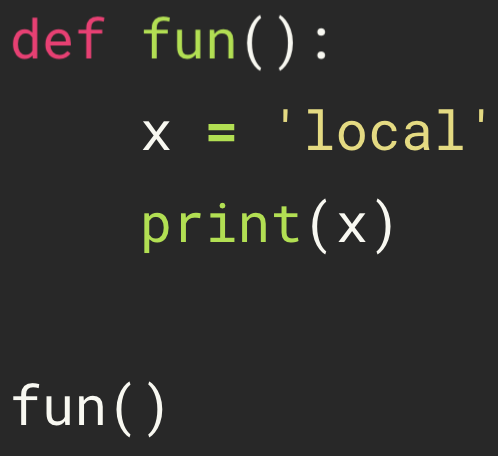 def fun():
    x = 'local'
    print(x)

fun()